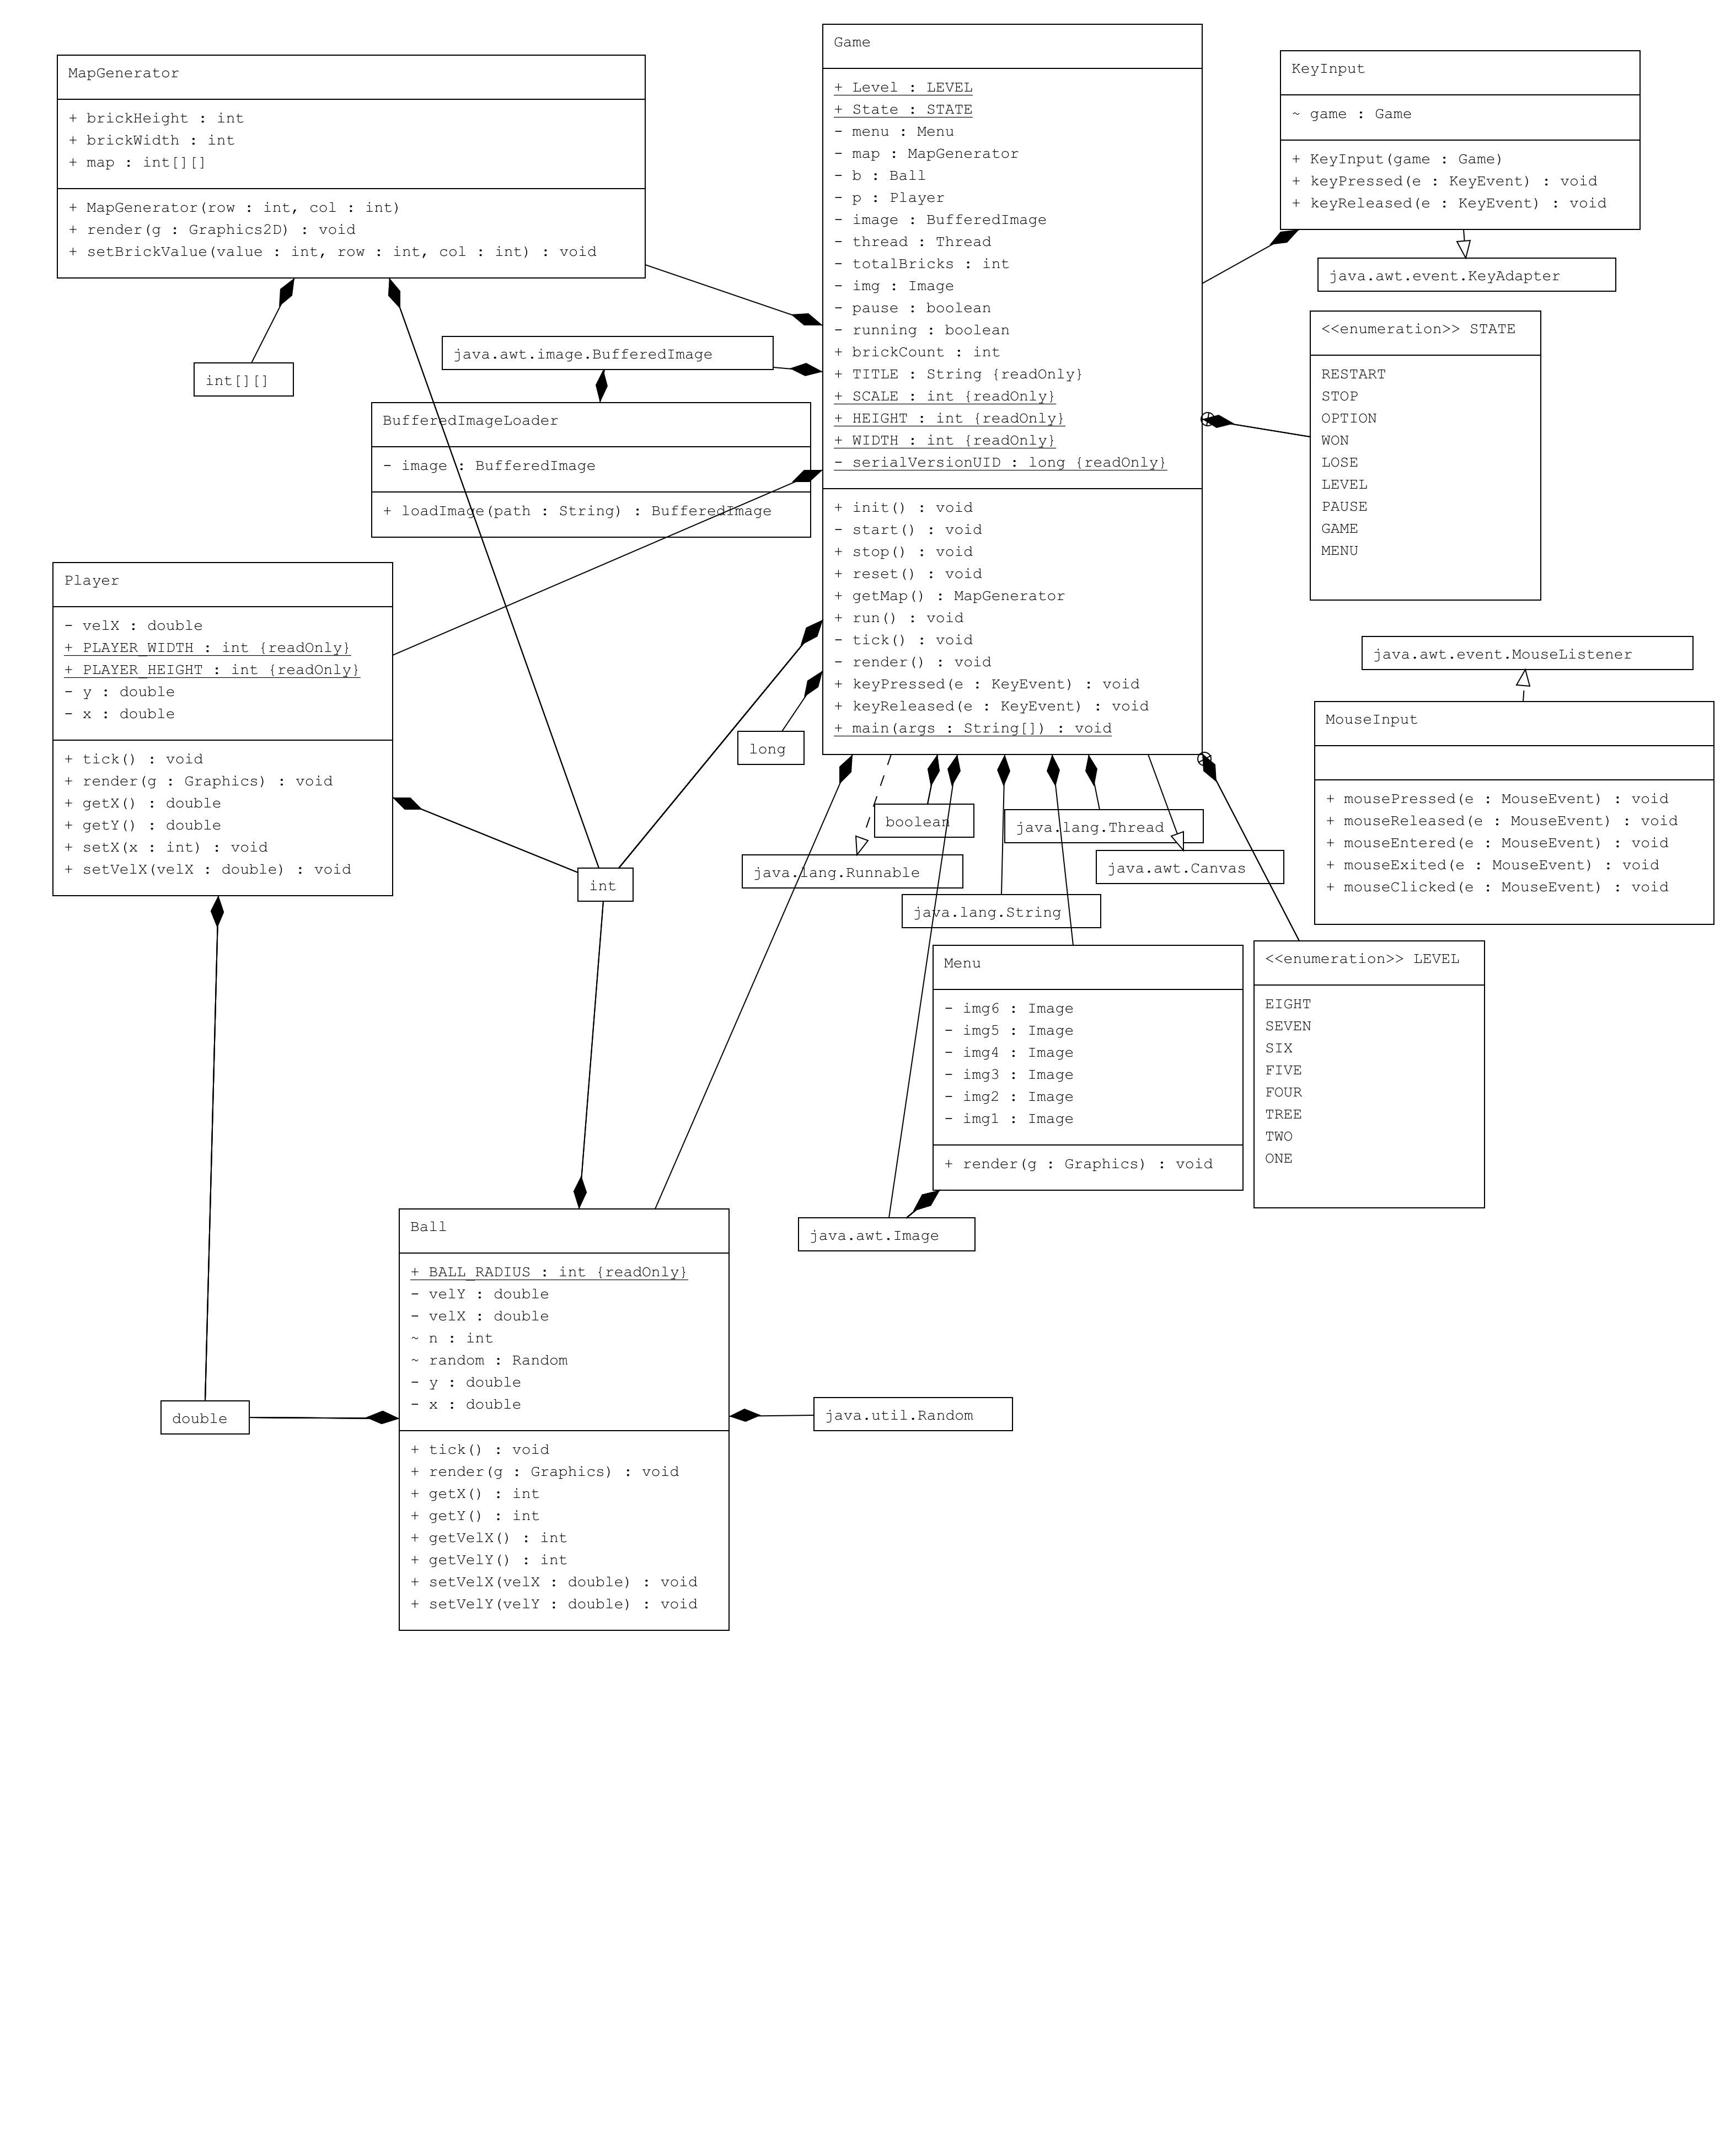 MapGenerator
+ brickHeight : int
+ brickWidth : int
+ map : int[][]
+ MapGenerator(row : int, col : int)
+ render(g : Graphics2D) : void
+ setBrickValue(value : int, row : int, col : int) : void
Game
+ Level : LEVEL
+ State : STATE
- menu : Menu
- map : MapGenerator
- b : Ball
- p : Player
- image : BufferedImage
- thread : Thread
- totalBricks : int
- img : Image
- pause : boolean
- running : boolean
+ brickCount : int
+ TITLE : String {readOnly}
+ SCALE : int {readOnly}
+ HEIGHT : int {readOnly}
+ WIDTH : int {readOnly}
- serialVersionUID : long {readOnly}
+ init() : void
- start() : void
+ stop() : void
+ reset() : void
+ getMap() : MapGenerator
+ run() : void
- tick() : void
- render() : void
+ keyPressed(e : KeyEvent) : void
+ keyReleased(e : KeyEvent) : void
+ main(args : String[]) : void
KeyInput
~ game : Game
+ KeyInput(game : Game)
+ keyPressed(e : KeyEvent) : void
+ keyReleased(e : KeyEvent) : void
java.awt.event.KeyAdapter
<<enumeration>> STATE
RESTART
STOP
OPTION
WON
LOSE
LEVEL
PAUSE
GAME
MENU
java.awt.image.BufferedImage
int[][]
BufferedImageLoader
- image : BufferedImage
+ loadImage(path : String) : BufferedImage
Player
- velX : double
+ PLAYER_WIDTH : int {readOnly}
+ PLAYER_HEIGHT : int {readOnly}
- y : double
- x : double
+ tick() : void
+ render(g : Graphics) : void
+ getX() : double
+ getY() : double
+ setX(x : int) : void
+ setVelX(velX : double) : void
java.awt.event.MouseListener
MouseInput
+ mousePressed(e : MouseEvent) : void
+ mouseReleased(e : MouseEvent) : void
+ mouseEntered(e : MouseEvent) : void
+ mouseExited(e : MouseEvent) : void
+ mouseClicked(e : MouseEvent) : void
long
boolean
java.lang.Thread
java.lang.Runnable
java.awt.Canvas
int
java.lang.String
Menu
- img6 : Image
- img5 : Image
- img4 : Image
- img3 : Image
- img2 : Image
- img1 : Image
+ render(g : Graphics) : void
<<enumeration>> LEVEL
EIGHT
SEVEN
SIX
FIVE
FOUR
TREE
TWO
ONE
java.awt.Image
Ball
+ BALL_RADIUS : int {readOnly}
- velY : double
- velX : double
~ n : int
~ random : Random
- y : double
- x : double
+ tick() : void
+ render(g : Graphics) : void
+ getX() : int
+ getY() : int
+ getVelX() : int
+ getVelY() : int
+ setVelX(velX : double) : void
+ setVelY(velY : double) : void
double
java.util.Random